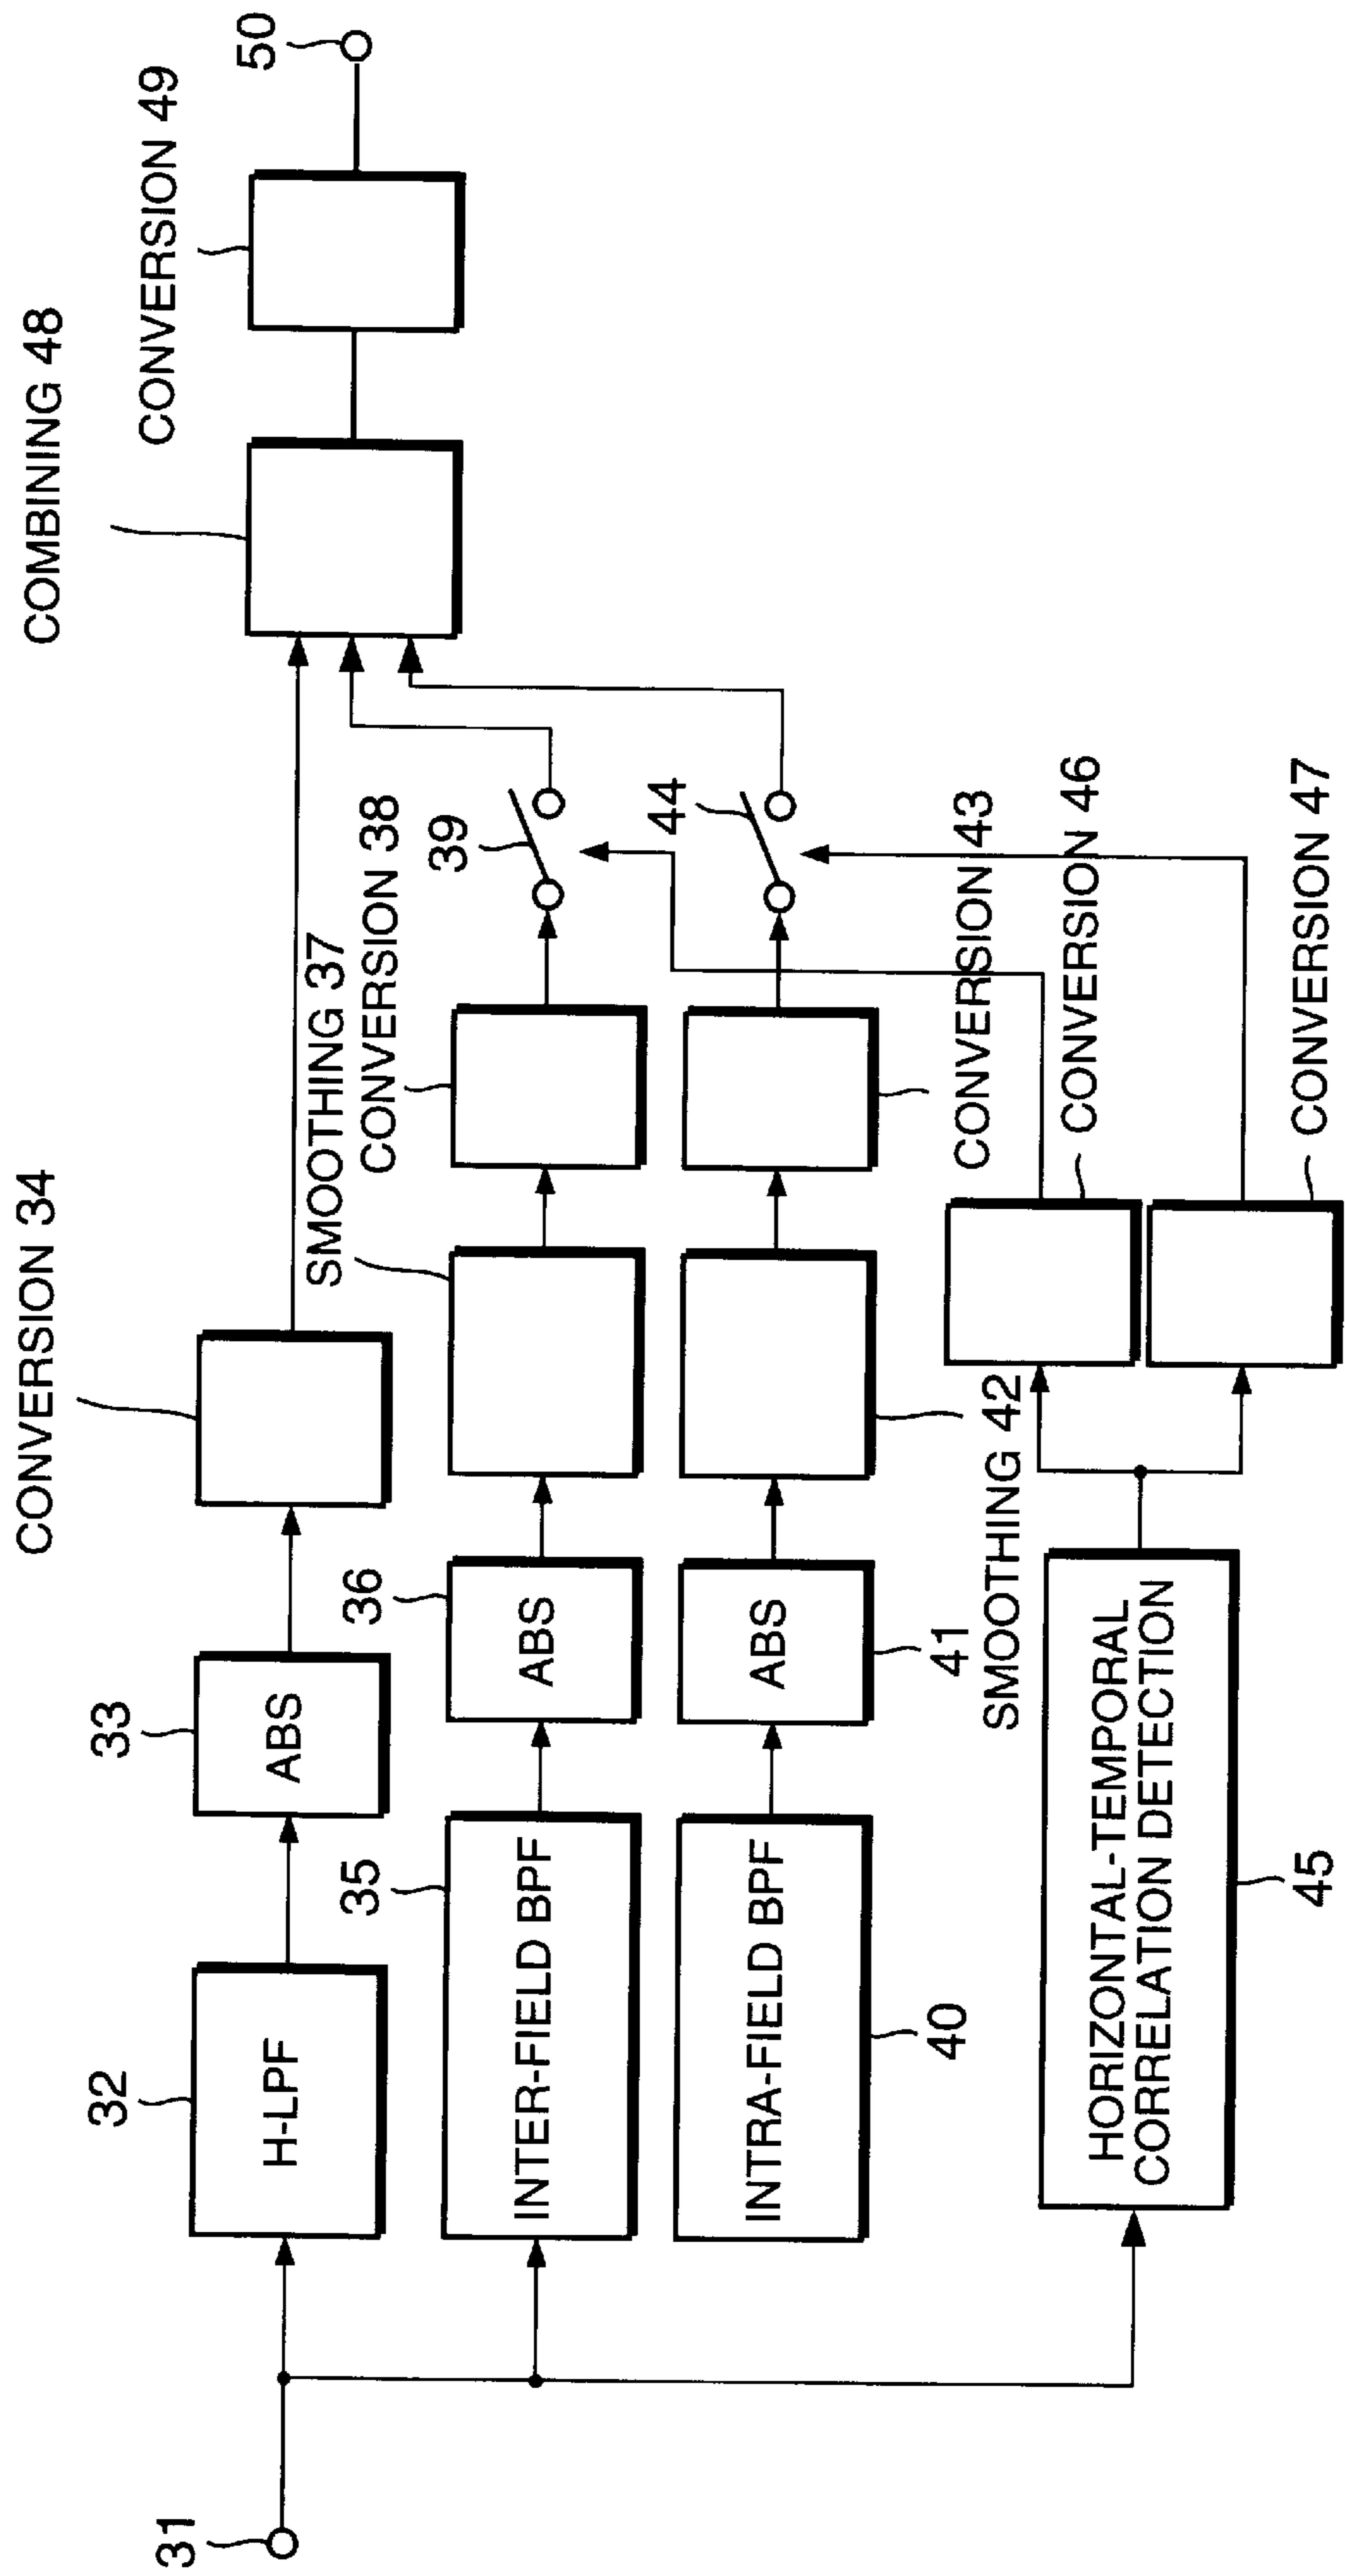 31
32
H-LPF
33
ABS
CONVERSION 34
COMBINING 48
CONVERSION 49
50
35
INTER-FIELD BPF
36
ABS
SMOOTHING 37
CONVERSION 38
39
INTRA-FIELD BPF
40
ABS
41
SMOOTHING 42
CONVERSION 43
44
HORIZONTAL-TEMPORAL
CORRELATION DETECTION
45
CONVERSION 46
CONVERSION 47